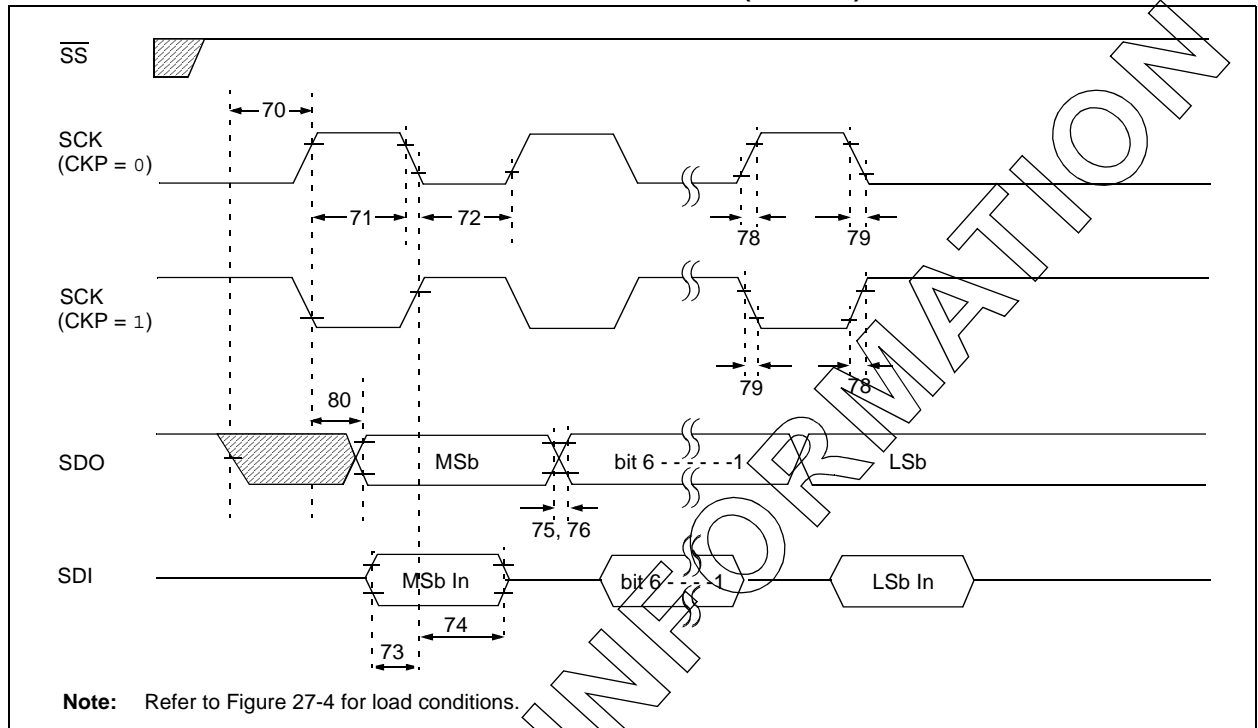 SS
70
SCK
(CKP = 0)
71
72
78
79
SCK
(CKP = 1)
79
78
80
SDO
MSb
bit 6 - - - - - -1
LSb
75, 76
SDI
MSb In
bit 6 - - - - -1
LSb In
74
73
Note: Refer to Figure 27-4 for load conditions.
INFORMATION